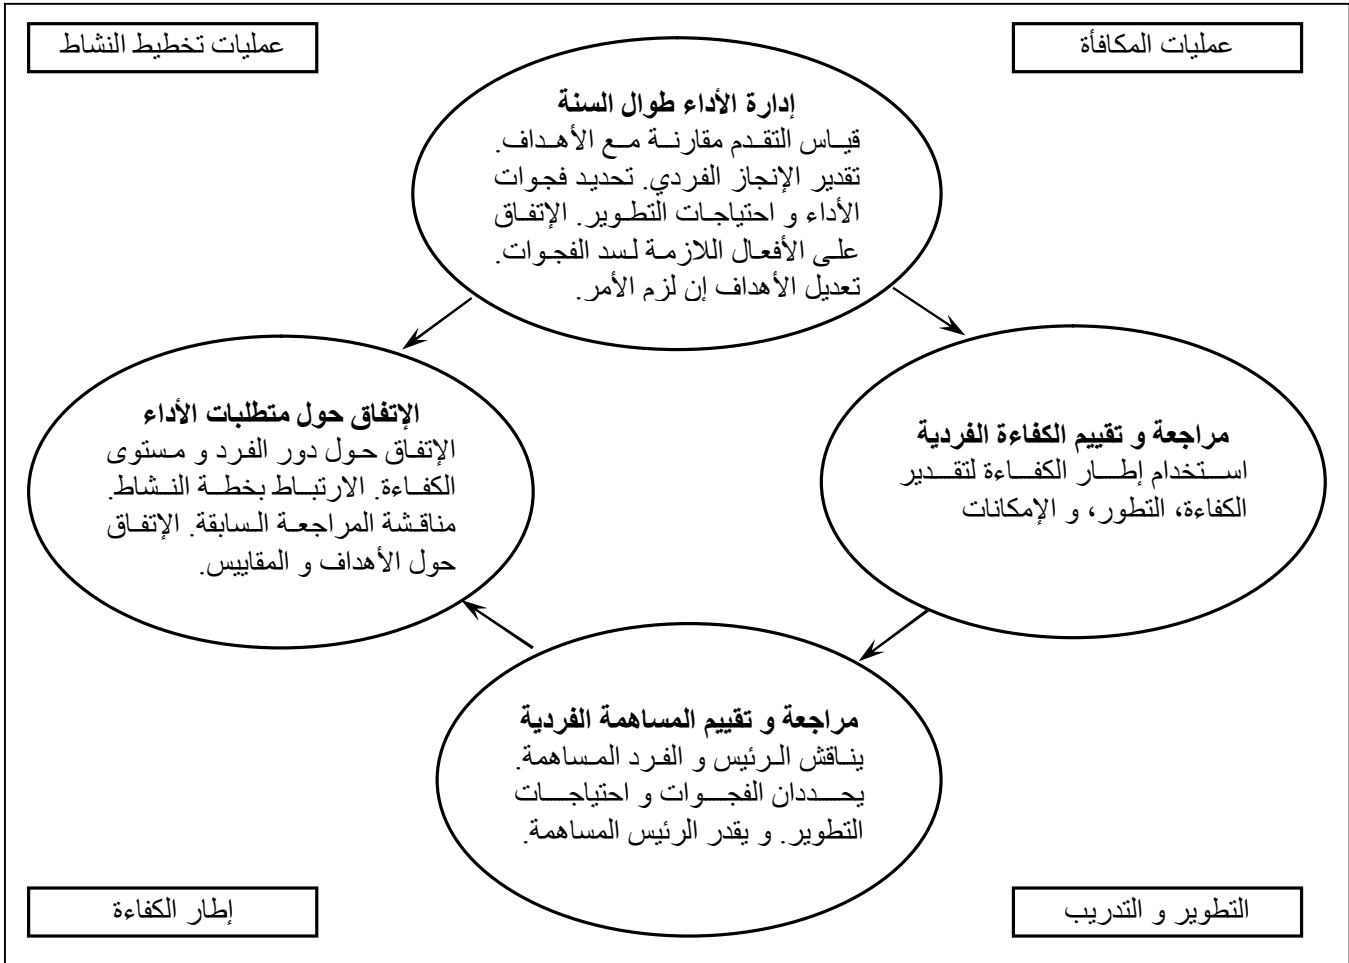 عمليات المكافأة
عمليات تخطيط النشاط
إدارة الأداء طوال السنة
قياس التقدم مقارنة مع الأهداف.
تقدير الإنجاز الفردي. تحديد فجوات
الأداء و احتياجات التطوير. الإتفاق
على الأفعال اللازمة لسد الفجوات.
تعديل الأهداف إن لزم الأمر.
مراجعة و تقييم الكفاءة الفردية
استخدام إطار الكفاءة لتقدير
الكفاءة، التطور، و الإمكانات
الإتفاق حول متطلبات الأداء
الإتفاق حول دور الفرد و مستوى
الكفاءة. الارتباط بخطة النشاط.
مناقشة المراجعة السابقة. الإتفاق
حول الأهداف و المقاييس.
مراجعة و تقييم المساهمة الفردية
يناقش الرئيس و الفرد المساهمة.
يحددان الفجوات و احتياجات
التطوير. و يقدر الرئيس المساهمة.
التطوير و التدريب
إطار الكفاءة